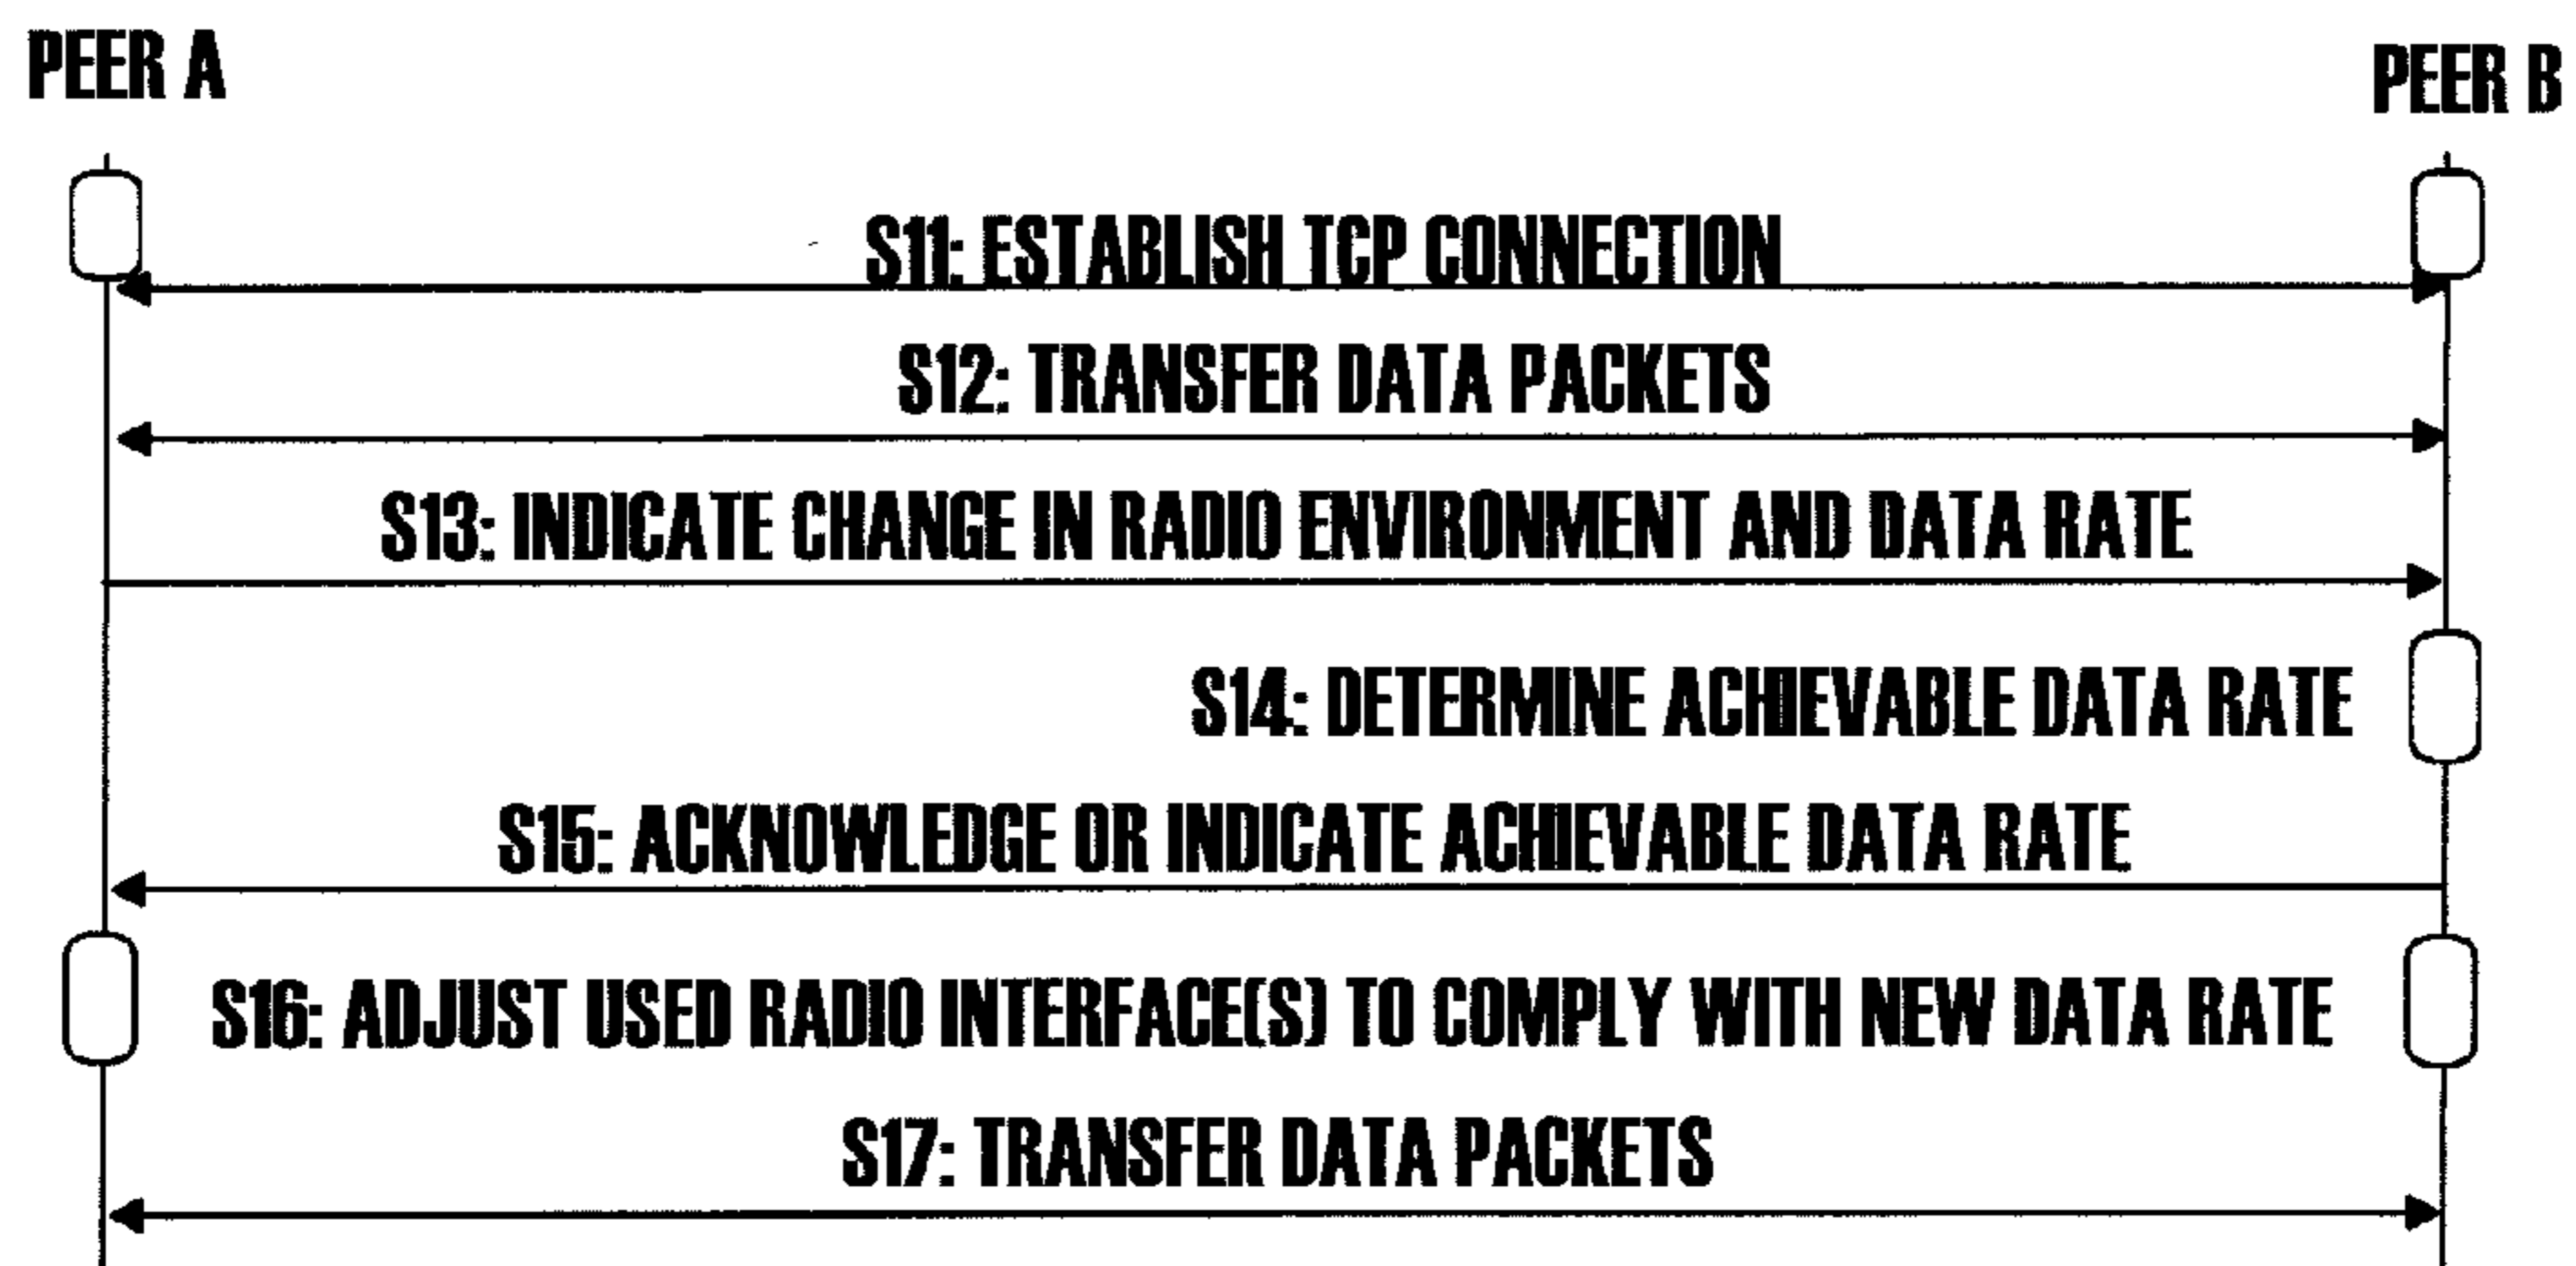 PEER A
PEER B
S11: ESTABLISH TCP CONNECTION
S12: TRANSFER DATA PACKETS
S13: INDICATE CHANGE IN RADIO ENVIRONMENT AND DATA RATE
S14: DETERMINE ACHIEVABLE DATA RATE
S15: ACKNOWLEDGE OR INDICATE ACHIEVABLE DATA RATE
S16: ADJUST USED RADIO INTERFACE(S) TO COMPLY WITH NEW DATA RATE
S17: TRANSFER DATA PACKETS